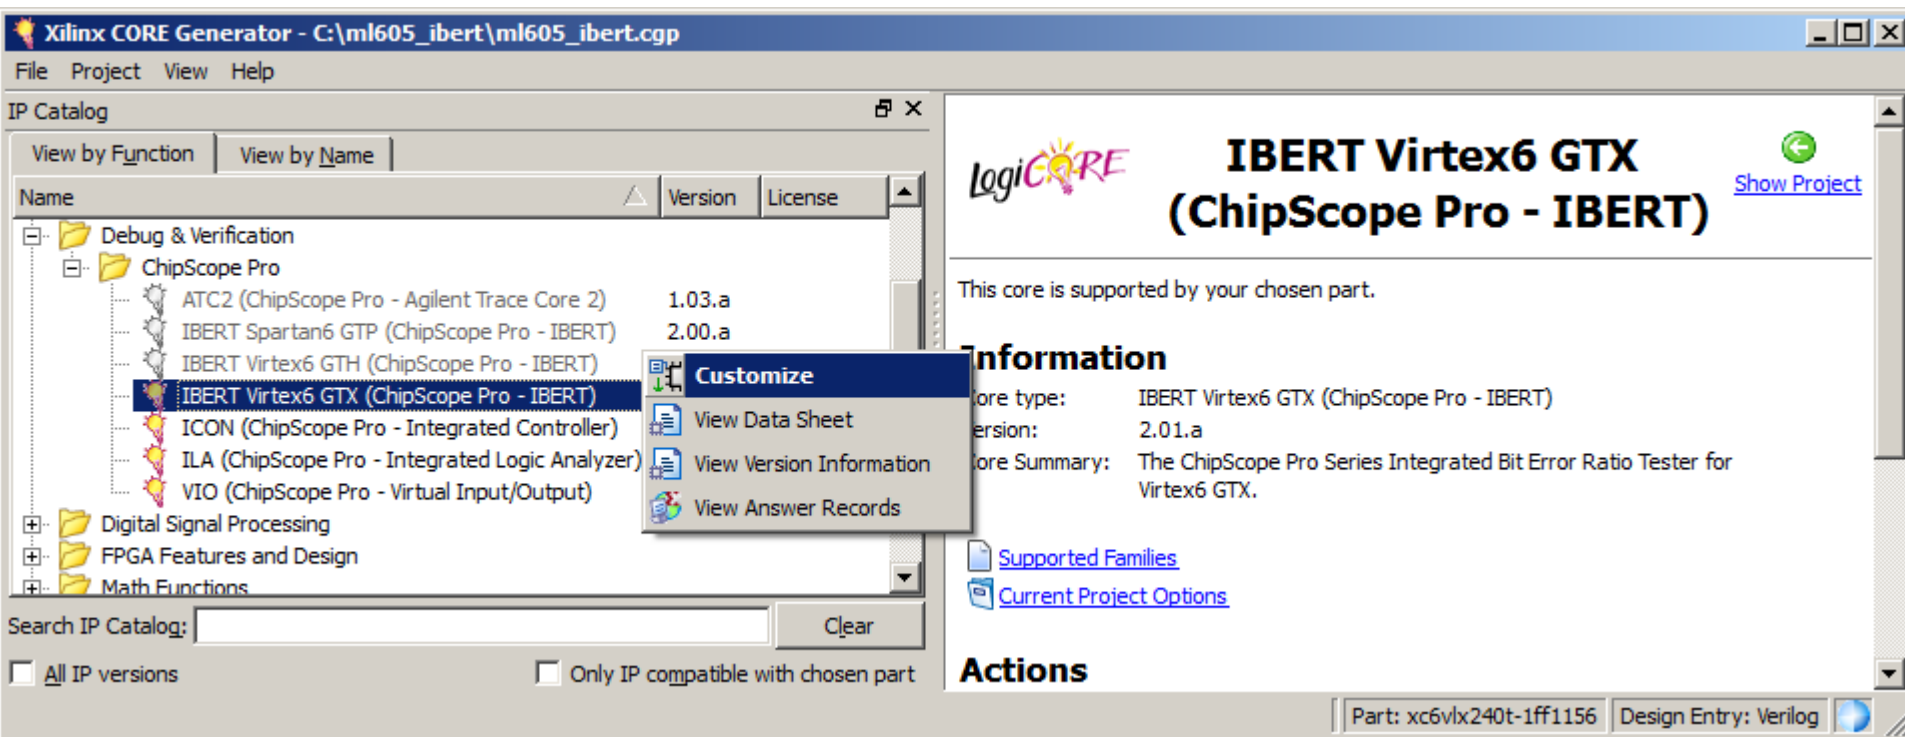 Xilinx CORE Generator - C:\ml605_ibert\ml605_ibert.cgp
File Project View Help
IP Catalog
View by Function View by Name
Name Version License
Debug & Verification
ChipScope Pro
ATC2 (ChipScope Pro - Agilent Trace Core 2) 1.03.a
IBERT Spartan6 GTP (ChipScope Pro - IBERT) 2.00.a
IBERT Virtex6 GTH (ChipScope Pro - IBERT)
IBERT Virtex6 GTX (ChipScope Pro - IBERT)
ICON (ChipScope Pro - Integrated Controller)
ILA (ChipScope Pro - Integrated Logic Analyzer)
VIO (ChipScope Pro - Virtual Input/Output)
Digital Signal Processing
FPGA Features and Design
Math Functions
Customize
View Data Sheet
View Version Information
View Answer Records
Search IP Catalog: Clear
All IP versions Only IP compatible with chosen part
LogiCORE
IBERT Virtex6 GTX
(ChipScope Pro - IBERT)
Show Project
This core is supported by your chosen part.
Information
ore type: IBERT Virtex6 GTX (ChipScope Pro - IBERT)
ersion: 2.01.a
ore Summary: The ChipScope Pro Series Integrated Bit Error Ratio Tester for
Virtex6 GTX.
Supported Families
Current Project Options
Actions
Part: xc6vlx240t-1ff1156 Design Entry: Verilog